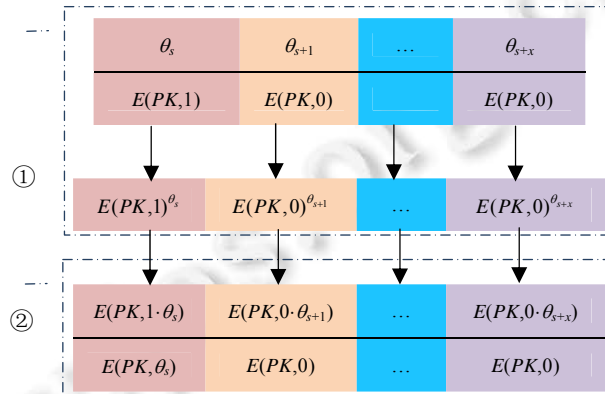 θₛ θₛ₊₁ … θₛ₊ₓ
E(PK,1) E(PK,0) E(PK,0)
①
E(PK,1)^θₛ E(PK,0)^θₛ₊₁ … E(PK,0)^θₛ₊ₓ
②
E(PK,1·θₛ) E(PK,0·θₛ₊₁) … E(PK,0·θₛ₊ₓ)
E(PK,θₛ) E(PK,0) … E(PK,0)